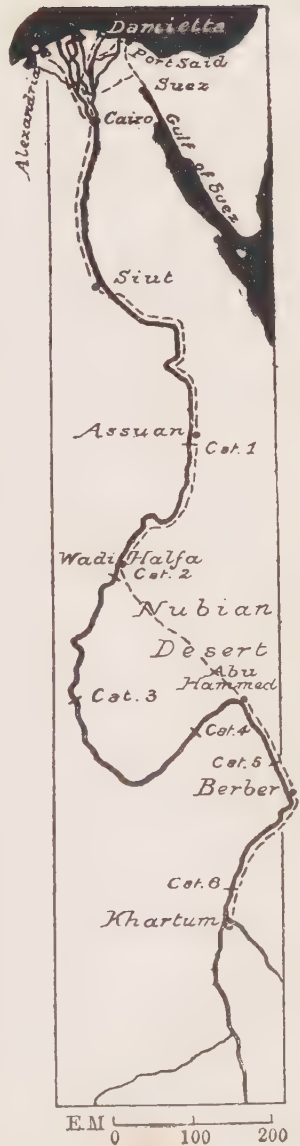 Damietta
Port Said
Alexandria
Suez
Cairo
Gulf of Suez
Siut
Assuan
Cat. 1
Wadi Halfa
Cat. 2
Nubian
Desert
Abu
Hammed
Cat. 3
Cat. 4
Cat. 5
Berber
Cat. 6
Khartum
E.M 0 100 200